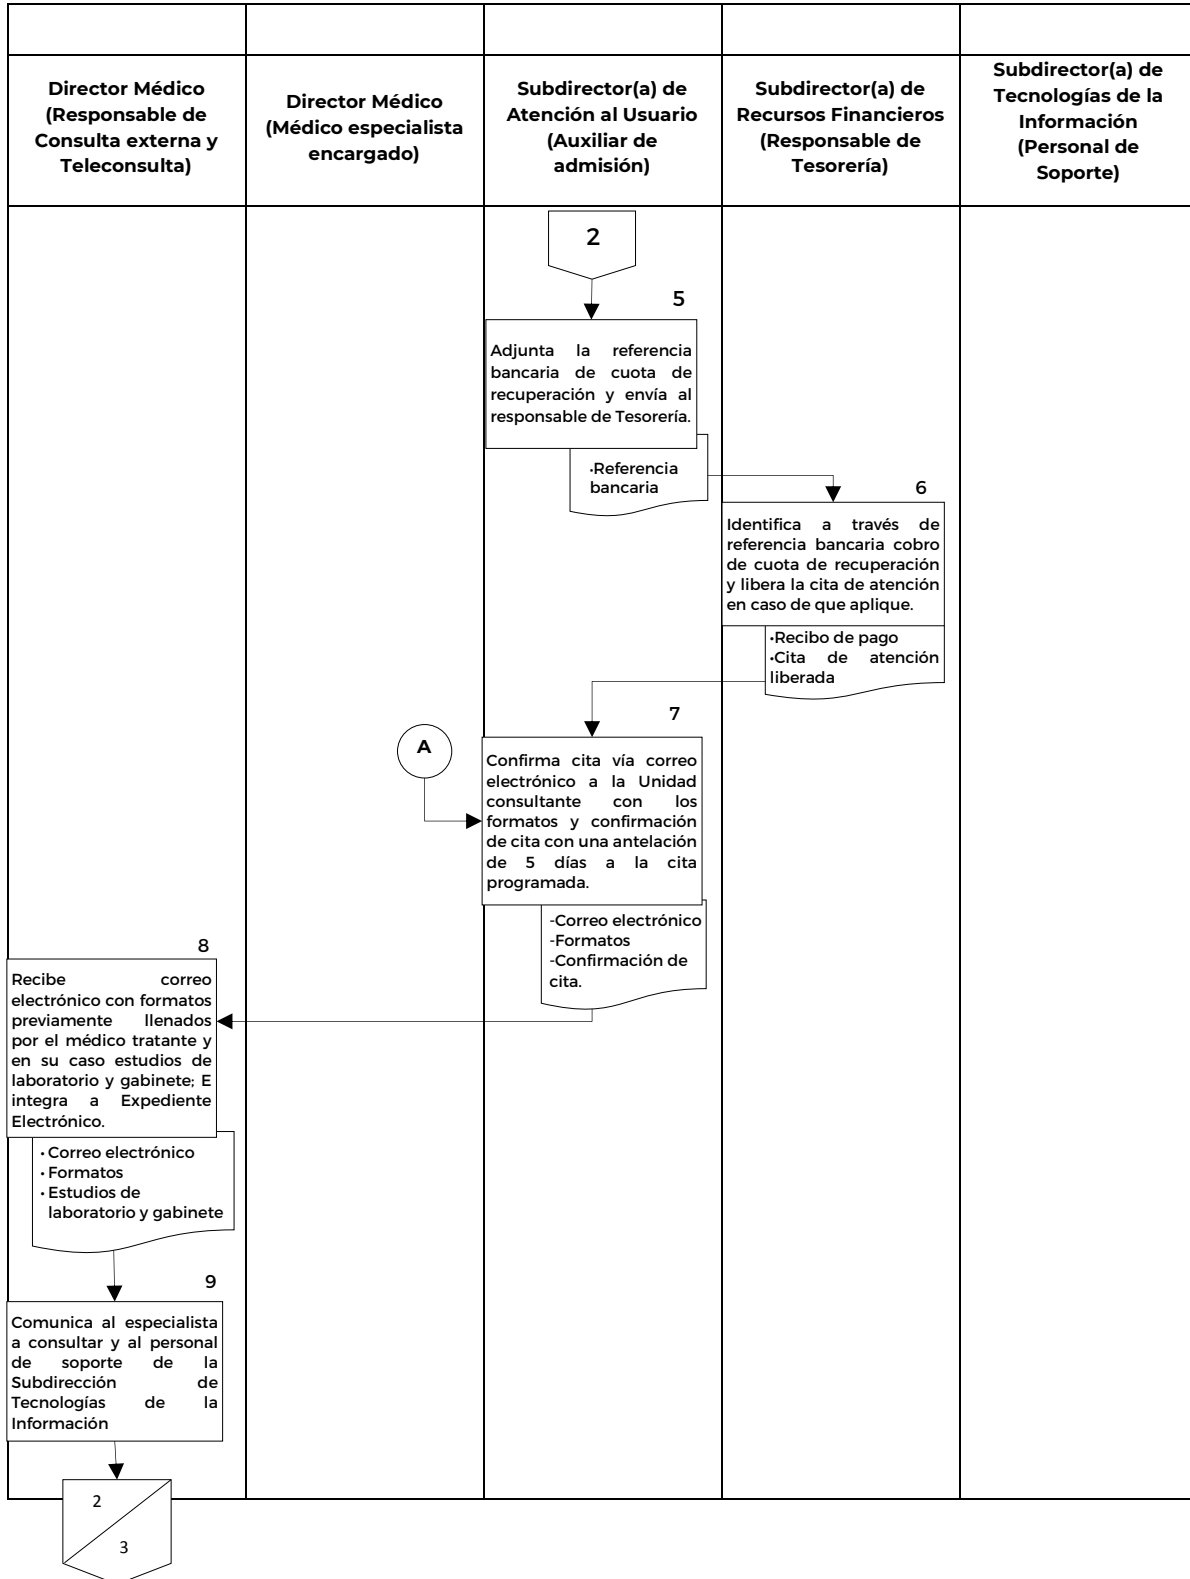 Director Médico
(Responsable de
Consulta externa y
Teleconsulta)
Director Médico
(Médico especialista
encargado)
Subdirector(a) de
Atención al Usuario
(Auxiliar de
admisión)
Subdirector(a) de
Recursos Financieros
(Responsable de
Tesorería)
Subdirector(a) de
Tecnologías de la
Información
(Personal de
Soporte)
2
5
Adjunta la referencia
bancaria de cuota de
recuperación y envía al
responsable de Tesorería.
•Referencia
bancaria
6
Identifica a través de
referencia bancaria cobro
de cuota de recuperación
y libera la cita de atención
en caso de que aplique.
•Recibo de pago
•Cita de atención
liberada
7
A
Confirma cita vía correo
electrónico a la Unidad
consultante con los
formatos y confirmación
de cita con una antelación
de 5 días a la cita
programada.
-Correo electrónico
-Formatos
-Confirmación de
cita.
8
Recibe correo
electrónico con formatos
previamente llenados
por el médico tratante y
en su caso estudios de
laboratorio y gabinete; E
integra a Expediente
Electrónico.
• Correo electrónico
• Formatos
• Estudios de
laboratorio y gabinete
9
Comunica al especialista
a consultar y al personal
de soporte de la
Subdirección de
Tecnologías de la
Información
2
3